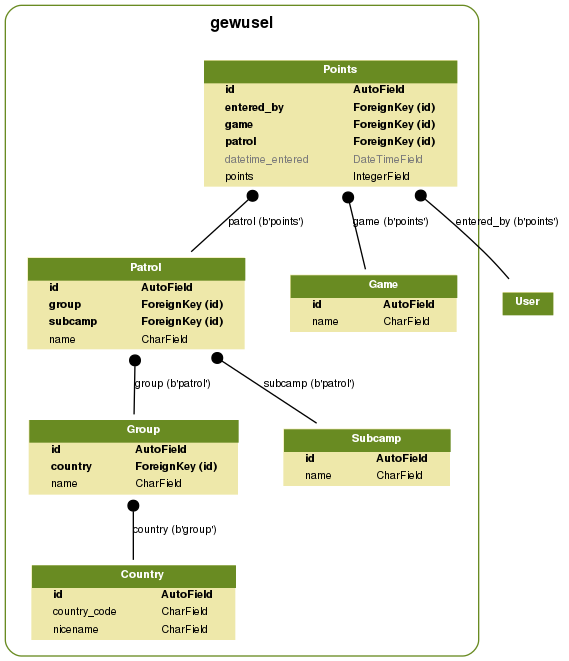 gewusel
Points
id AutoField
entered_by ForeignKey (id)
game ForeignKey (id)
patrol ForeignKey (id)
datetime_entered DateTimeField
points IntegerField
patrol (b'points') game (b'points') entered_by (b'points')
Patrol
id AutoField
group ForeignKey (id)
subcamp ForeignKey (id)
name CharField
Game
id AutoField
name CharField
User
group (b'patrol') subcamp (b'patrol')
Group
id AutoField
country ForeignKey (id)
name CharField
Subcamp
id AutoField
name CharField
country (b'group')
Country
id AutoField
country_code CharField
nicename CharField